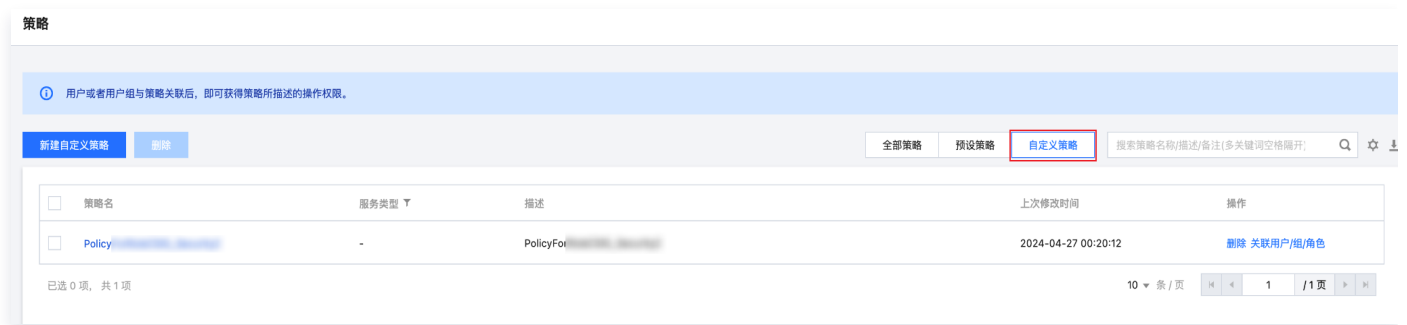 策略
用户或者用户组与策略关联后，即可获得策略所描述的操作权限。
新建自定义策略 删除 全部策略 预设策略 自定义策略 搜索策略名称/描述/备注(多关键词空格隔开)
策略名 服务类型 描述 上次修改时间 操作
Policy - PolicyFor 2024-04-27 00:20:12 删除 关联用户/组/角色
已选 0 项，共 1 项 10 条 / 页 1 / 1 页